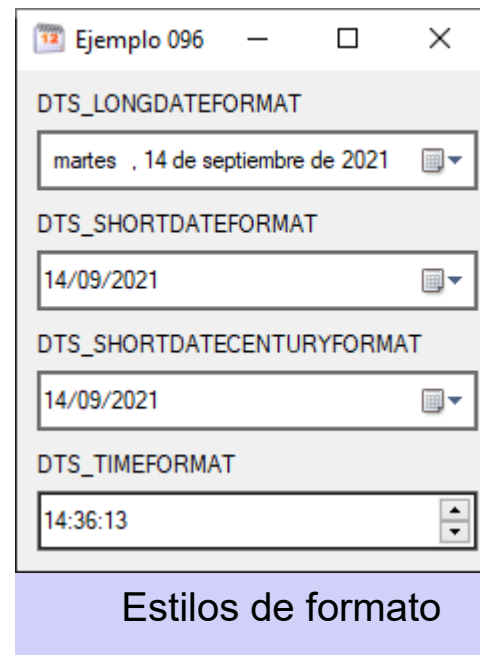 Ejemplo 096
DTS_LONGDATEFORMAT
martes , 14 de septiembre de 2021
DTS_SHORTDATEFORMAT
14/09/2021
DTS_SHORTDATECENTURYFORMAT
14/09/2021
DTS_TIMEFORMAT
14:36:13
Estilos de formato